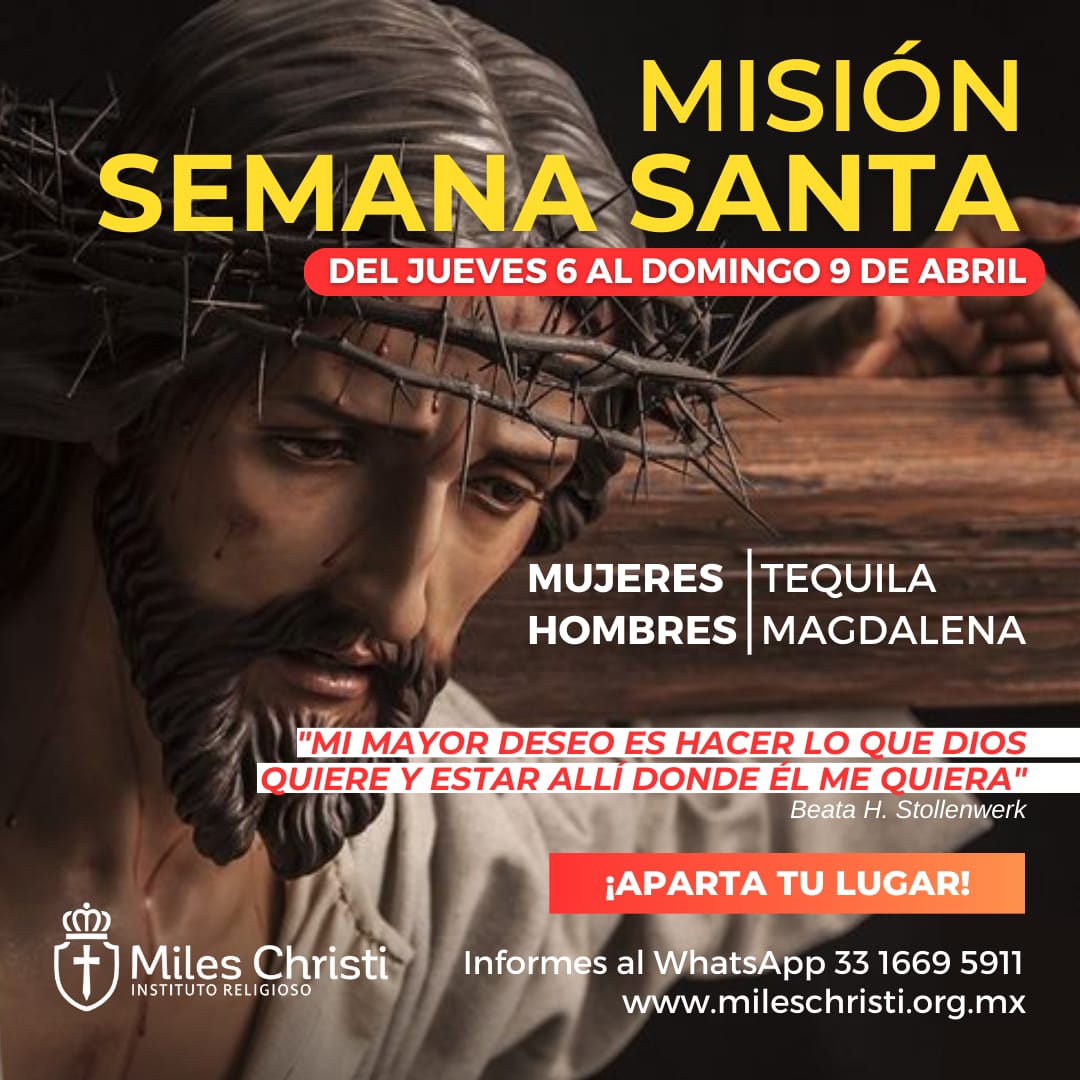 MISIÓN
SEMANA SANTA
DEL JUEVES 6 AL DOMINGO 9 DE ABRIL
MUJERES | TEQUILA
HOMBRES | MAGDALENA
"MI MAYOR DESEO ES HACER LO QUE DIOS
QUIERE Y ESTAR ALLÍ DONDE ÉL ME QUIERA"
Beata H. Stollenwerk
¡APARTA TU LUGAR!
Miles Christi
INSTITUTO RELIGIOSO
Informes al WhatsApp 33 1669 5911
www.mileschristi.org.mx